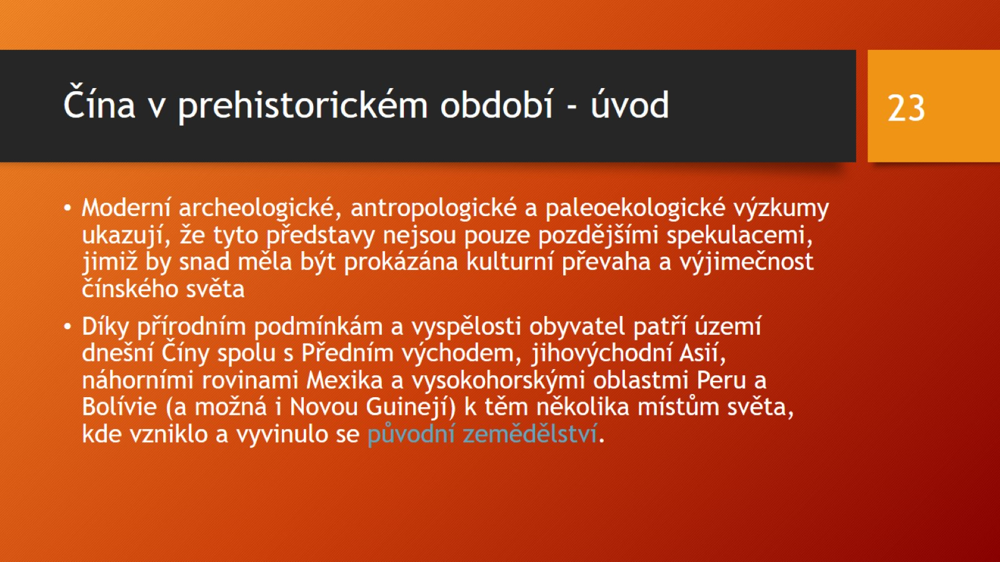 Čína v prehistorickém období - úvod
23
• Moderní archeologické, antropologické a paleoekologické výzkumy
ukazují, že tyto představy nejsou pouze pozdějšími spekulacemi,
jimiž by snad měla být prokázána kulturní převaha a výjimečnost
čínského světa
• Díky přírodním podmínkám a vyspělosti obyvatel patří území
dnešní Číny spolu s Předním východem, jihovýchodní Asií,
náhorními rovinami Mexika a vysokohorskými oblastmi Peru a
Bolívie (a možná i Novou Guinejí) k těm několika místům světa,
kde vzniklo a vyvinulo se původní zemědělství.